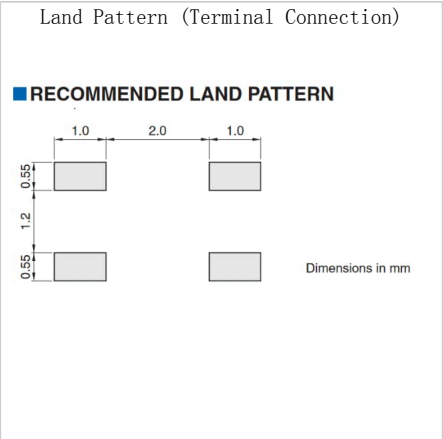 Land Pattern (Terminal Connection)
RECOMMENDED LAND PATTERN
1.0 2.0 1.0
0.55
1.2
0.55
Dimensions in mm